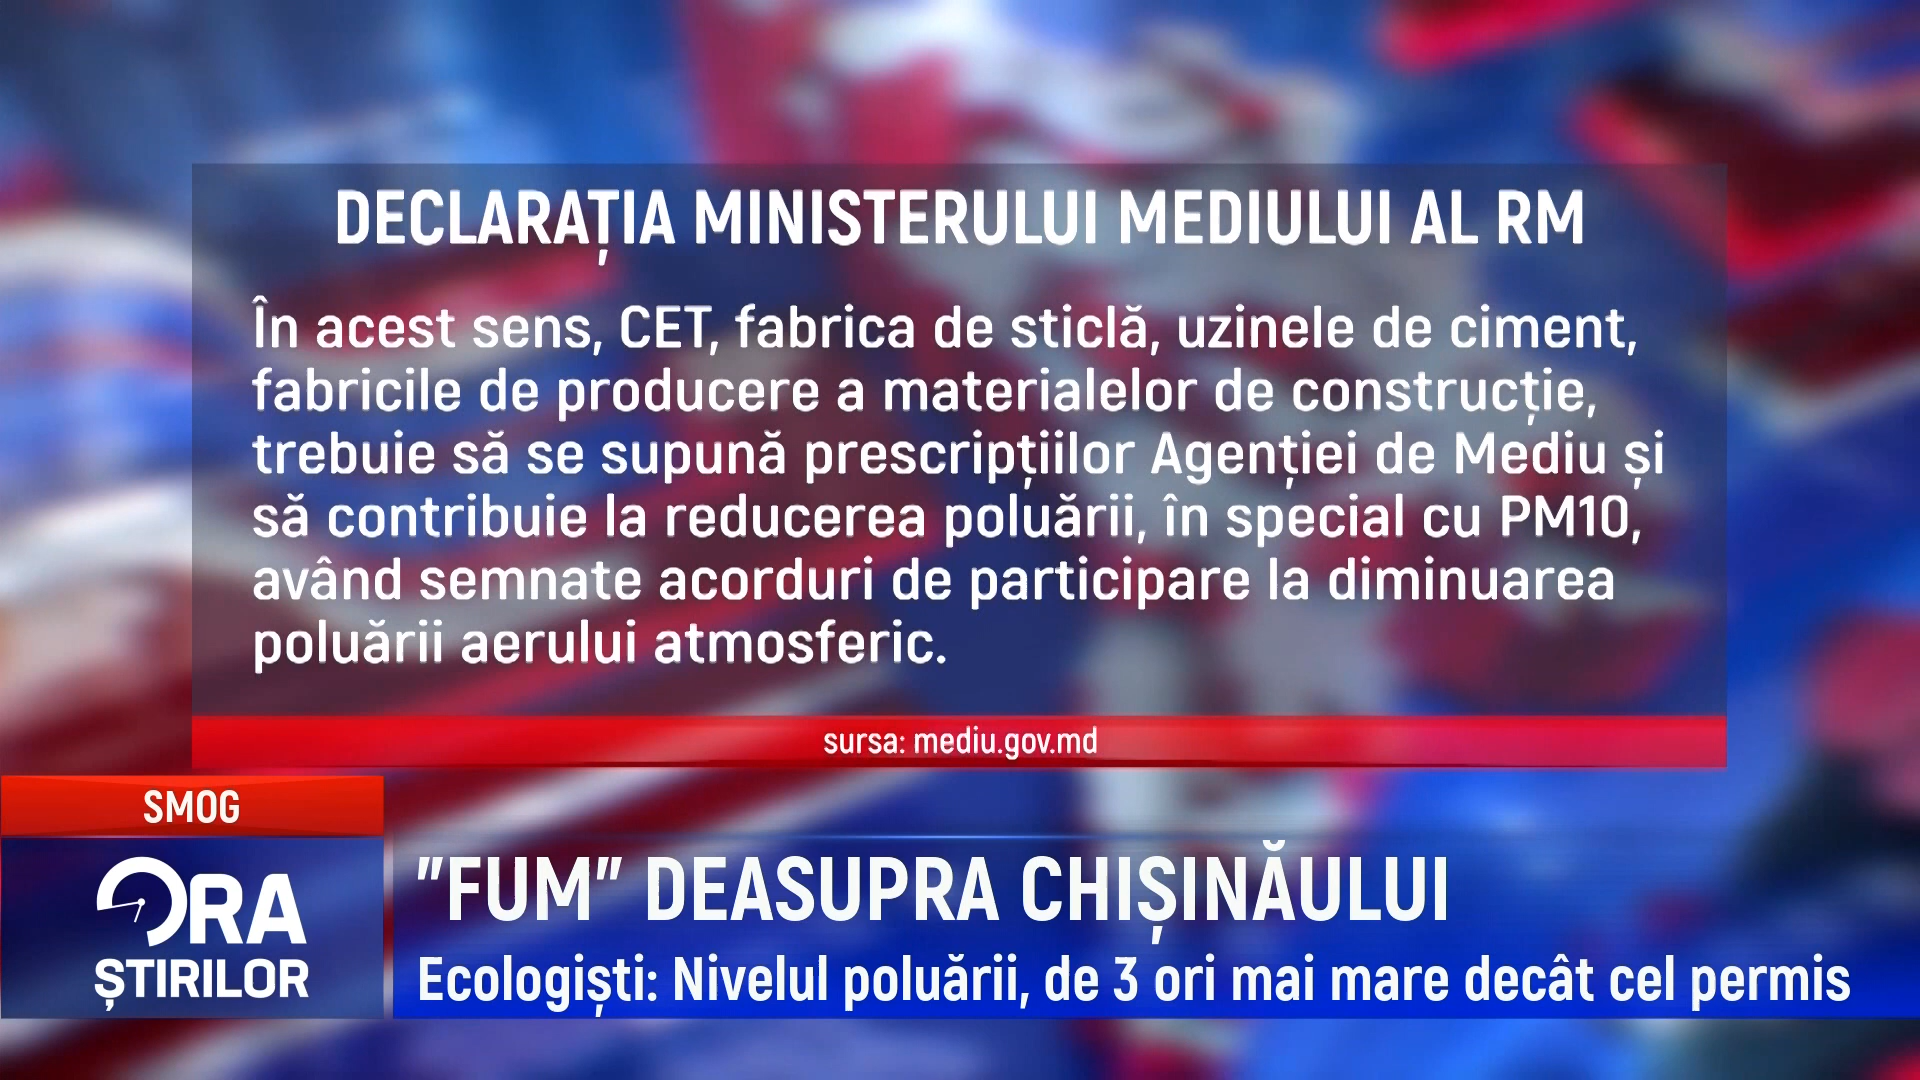 DECLARAȚIA MINISTERULUI MEDIULUI AL RM
În acest sens, CET, fabrica de sticlă, uzinele de ciment,
fabricile de producere a materialelor de construcție,
trebuie să se supună prescripțiilor Agenției de Mediu și
să contribuie la reducerea poluării, în special cu PM10,
având semnate acorduri de participare la diminuarea
poluării aerului atmosferic.
sursa: mediu.gov.md
SMOG
ORA
ȘTIRILOR
"FUM" DEASUPRA CHIȘINĂULUI
Ecologiști: Nivelul poluării, de 3 ori mai mare decât cel permis